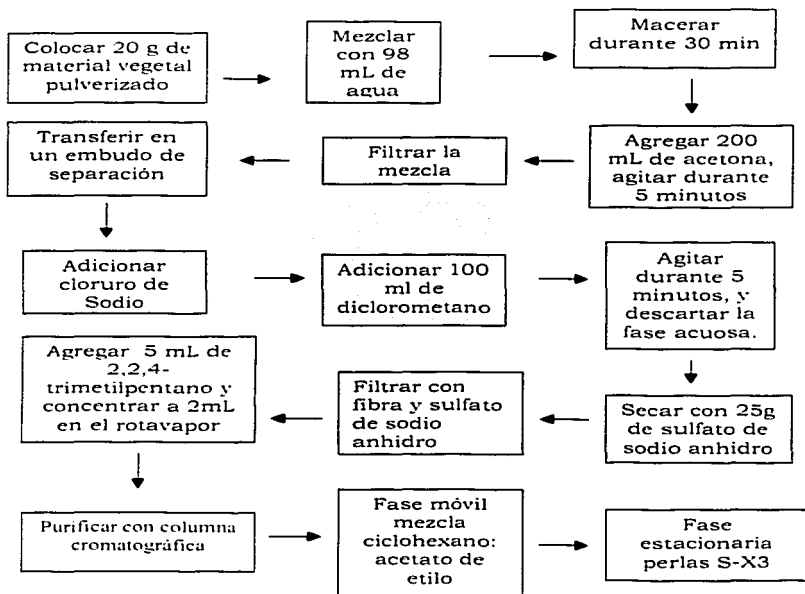 Colocar 20 g de
material vegetal
pulverizado
Mezclar
con 98
mL de
agua
Macerar
durante 30 min
Agregar 200
mL de acetona,
agitar durante
5 minutos
Filtrar la
mezcla
Transferir en
un embudo de
separación
Adicionar
cloruro de
Sodio
Adicionar 100
ml de
diclorometano
Agitar
durante 5
minutos, y
descartar la
fase acuosa.
Secar con 25g
de sulfato de
sodio anhidro
Filtrar con
fibra y sulfato
de sodio
anhidro
Agregar 5 mL de
2,2,4-
trimetilpentano y
concentrar a 2mL
en el rotavapor
Purificar con columna
cromatográfica
Fase móvil
mezcla
ciclohexano:
acetato de
etilo
Fase
estacionaria
perlas S-X3